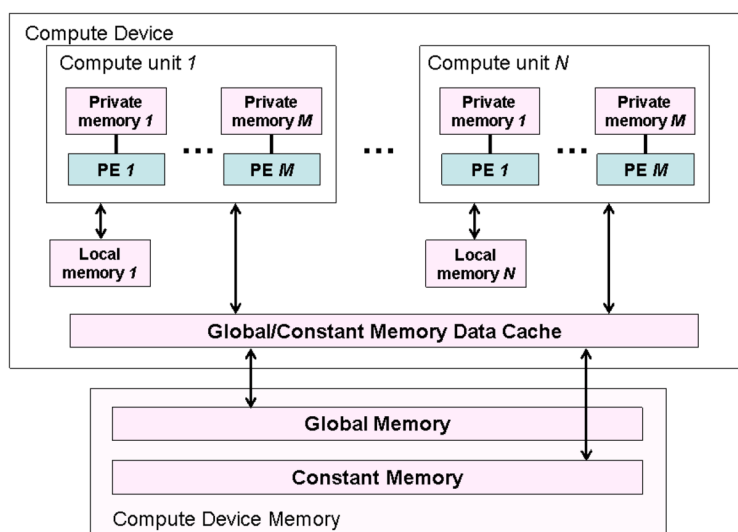 Compute Device
Compute unit 1
Compute unit N
Private
memory 1
Private
memory M
Private
memory 1
Private
memory M
...
...
...
PE 1
PE M
PE 1
PE M
Local
memory 1
Local
memory N
Global/Constant Memory Data Cache
Global Memory
Constant Memory
Compute Device Memory